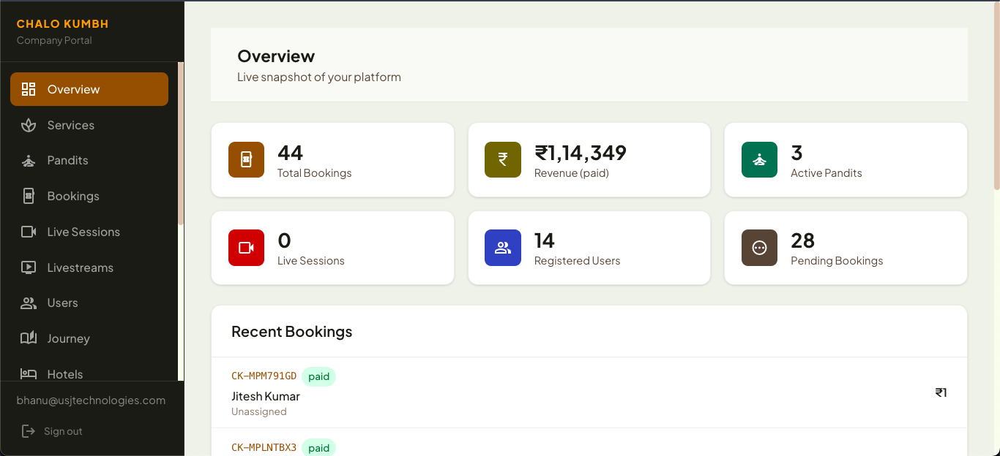 CHALO KUMBH
Company Portal
Overview
Services
Pandits
Bookings
Live Sessions
Livestreams
Users
Journey
Hotels
bhanu@usjtechnologies.com
Sign out
Overview
Live snapshot of your platform
44
Total Bookings
₹1,14,349
Revenue (paid)
3
Active Pandits
0
Live Sessions
14
Registered Users
28
Pending Bookings
Recent Bookings
CK-MPM791GD paid
Jitesh Kumar
Unassigned
₹1
CK-MPLNTBX3 paid